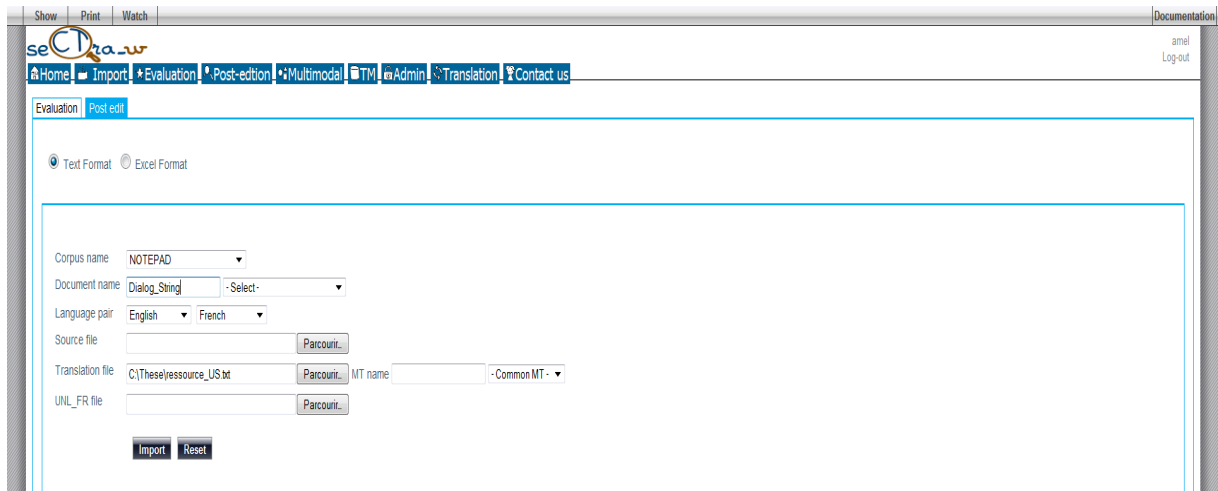 Show Print Watch Documentation
seCTra_w
amel
Log-out
Home Import Evaluation Post-edtion Multimodal TM Admin Translation Contact us
Evaluation Post edit
Text Format Excel Format
Corpus name NOTEPAD
Document name Dialog_String - Select -
Language pair English French
Source file Parcourir..
Translation file C:\These\ressource_US.txt Parcourir.. MT name - Common MT -
UNL_FR file Parcourir..
Import Reset